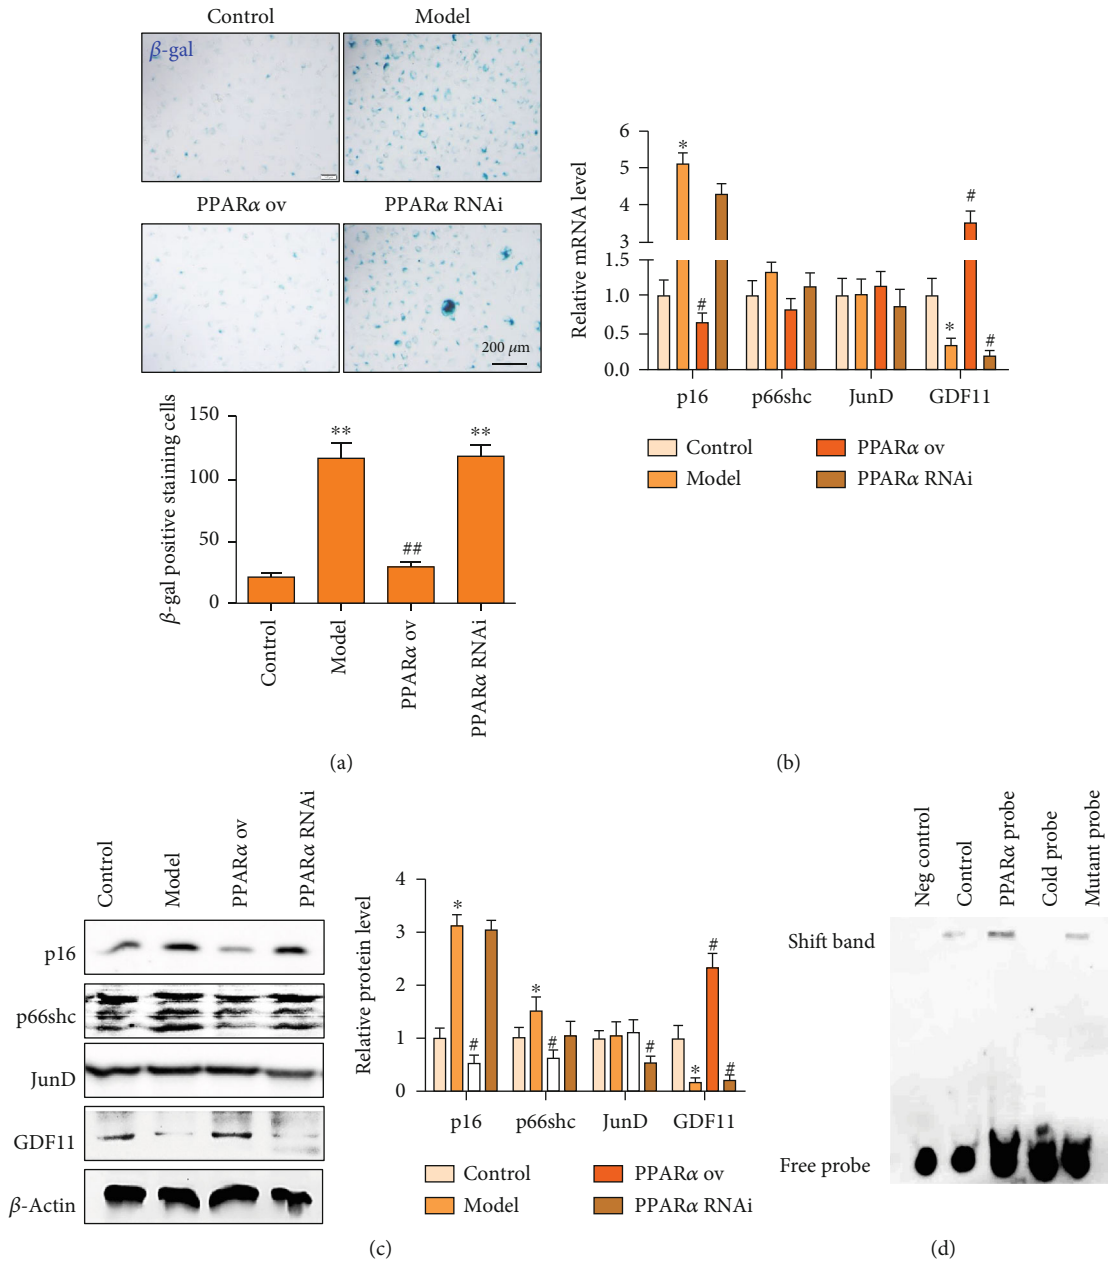 Control Model
β-gal
PPARα ov PPARα RNAi
200 μm
β-gal positive staining cells
150
100
50
0
** ## **
Control Model PPARα ov PPARα RNAi
(a)
Relative mRNA level
6
5
4
3
1.5
1.0
0.5
0.0
* # * # #
p16 p66shc JunD GDF11
Control PPARα ov
Model PPARα RNAi
(b)
Control Model PPARα ov PPARα RNAi
p16
p66shc
JunD
GDF11
β-Actin
Relative protein level
4
3
2
1
0
* # * # # * # #
p16 p66shc JunD GDF11
Control PPARα ov
Model PPARα RNAi
(c)
Neg control Control PPARα probe Cold probe Mutant probe
Shift band
Free probe
(d)